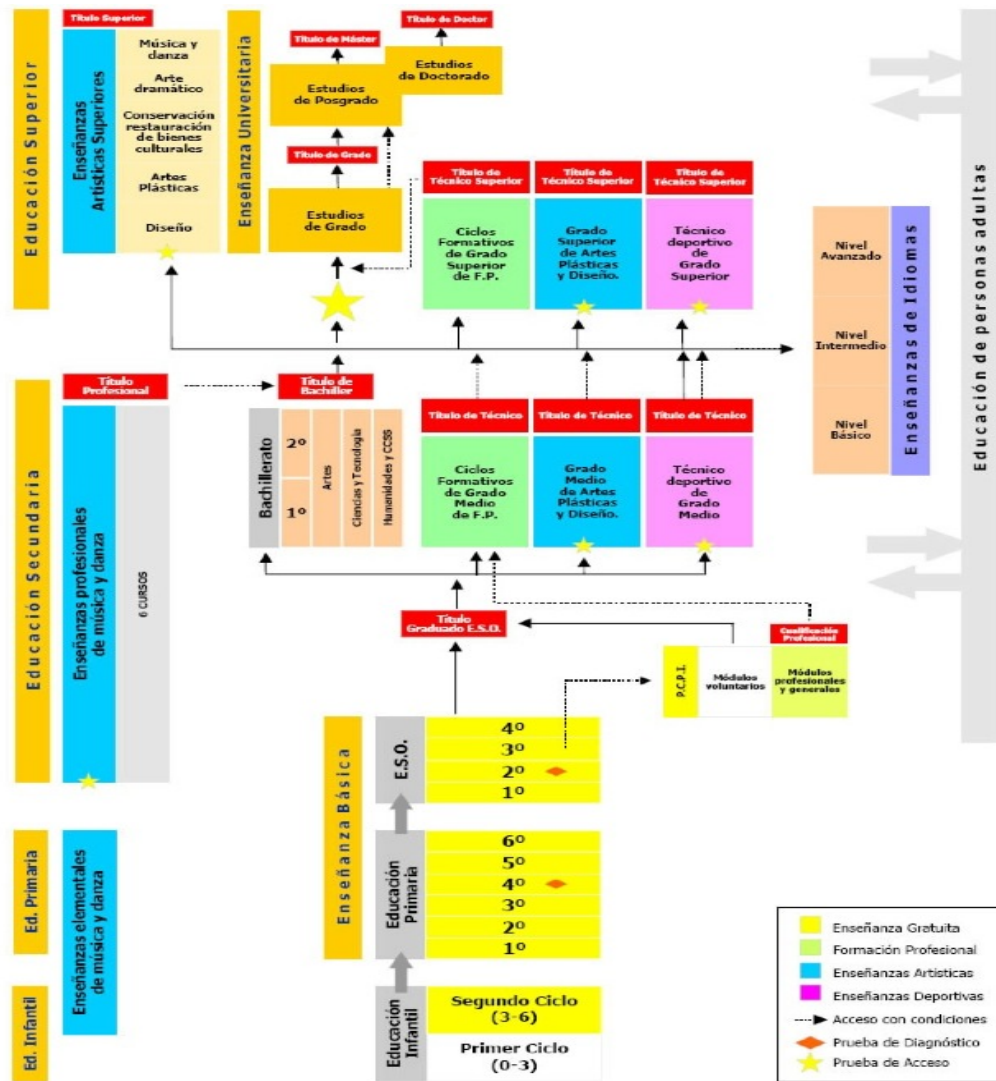 Educación Superior
Título Superior
Enseñanzas
Artísticas Superiores
Música y
danza
Arte
dramático
Conservación
restauración
de bienes
culturales
Artes
Plásticas
Diseño
Enseñanza Universitaria
Título de Máster
Título de Doctor
Estudios
de Posgrado
Estudios
de Doctorado
Título de Grado
Estudios
de Grado
Título de
Técnico Superior
Título de
Técnico Superior
Título de
Técnico Superior
Ciclos
Formativos
de Grado
Superior
de F.P.
Grado
Superior
de Artes
Plásticas
y Diseño.
Técnico
deportivo de
Grado
Superior
Nivel
Avanzado
Nivel
Intermedio
Nivel
Básico
Enseñanzas de Idiomas
Educación de personas adultas
Educación Secundaria
Título
Profesional
Enseñanzas profesionales
de música y danza
6 CURSOS
Título de
Bachiller
Bachillerato
2º
1º
Artes
Ciencias y Tecnología
Humanidades y CCSS
Título de Técnico
Título de Técnico
Título de Técnico
Ciclos
Formativos
de Grado
Medio
de F.P.
Grado
Medio
de Artes
Plásticas
y Diseño.
Técnico
deportivo
de
Grado
Medio
Título
Graduado E.S.O.
Cualificación
Profesional
P.C.P.I.
Módulos
voluntarios
Módulos
profesionales
y generales
Enseñanza Básica
E.S.O.
4º
3º
2º
1º
Ed. Primaria
Enseñanzas elementales
de música y danza
Educación
Primaria
6º
5º
4º
3º
2º
1º
Ed. Infantil
Educación
Infantil
Segundo Ciclo
(3-6)
Primer Ciclo
(0-3)
Enseñanza Gratuita
Formación Profesional
Enseñanzas Artísticas
Enseñanzas Deportivas
Acceso con condiciones
Prueba de Diagnóstico
Prueba de Acceso